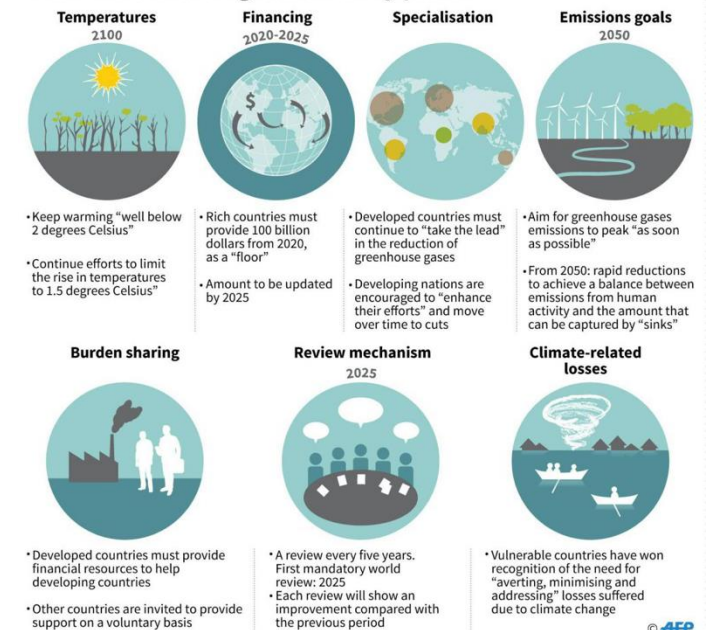 Temperatures
2100
Keep warming “well below
2 degrees Celsius”
Continue efforts to limit
the rise in temperatures
to 1.5 degrees Celsius”
Financing
2020-2025
$
Rich countries must
provide 100 billion
dollars from 2020,
as a “floor”
Amount to be updated
by 2025
Specialisation
Developed countries must
continue to “take the lead”
in the reduction of
greenhouse gases
Developing nations are
encouraged to “enhance
their efforts” and move
over time to cuts
Emissions goals
2050
Aim for greenhouse gases
emissions to peak “as soon
as possible”
From 2050: rapid reductions
to achieve a balance between
emissions from human
activity and the amount that
can be captured by “sinks”
Burden sharing
Developed countries must provide
financial resources to help
developing countries
Other countries are invited to provide
support on a voluntary basis
Review mechanism
2025
A review every five years.
First mandatory world
review: 2025
Each review will show an
improvement compared with
the previous period
Climate-related
losses
Vulnerable countries have won
recognition of the need for
“averting, minimising and
addressing” losses suffered
due to climate change
© AFP